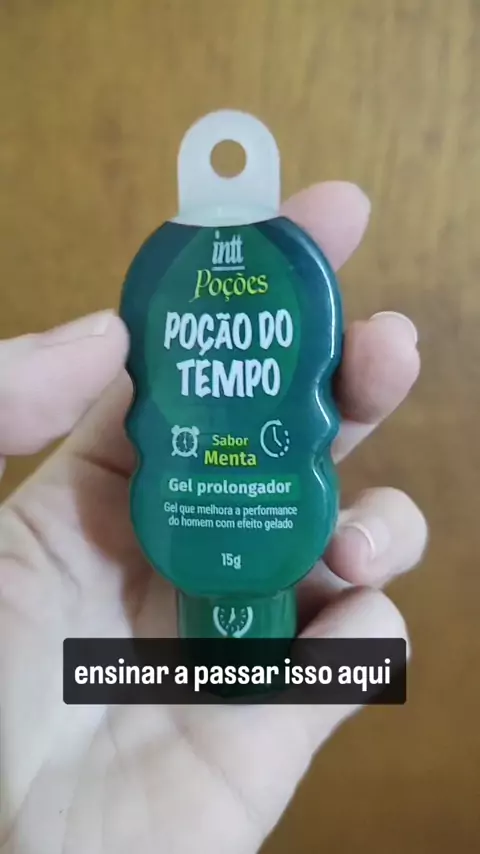 intt
Poções
POÇÃO DO
TEMPO
Sabor
Menta
Gel prolongador
Gel que melhora a performance
do homem com efeito gelado
15g
ensinar a passar isso aqui